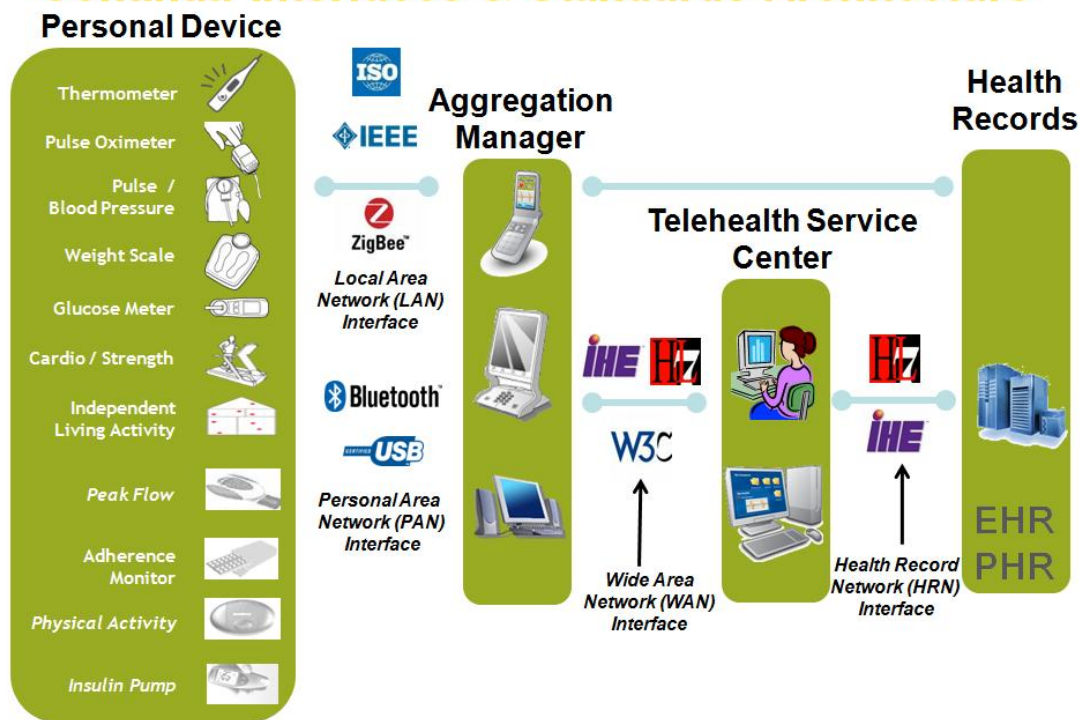 Personal Device
Thermometer
Pulse Oximeter
Pulse /
Blood Pressure
Weight Scale
Glucose Meter
Cardio / Strength
Independent
Living Activity
Peak Flow
Adherence
Monitor
Physical Activity
Insulin Pump
ISO
IEEE
ZigBee™
Local Area
Network (LAN)
Interface
Bluetooth™
CERTIFIED USB
Personal Area
Network (PAN)
Interface
Aggregation
Manager
IHE HL7
W3C
Wide Area
Network (WAN)
Interface
Telehealth Service
Center
HL7
IHE
Health Record
Network (HRN)
Interface
Health
Records
EHR
PHR